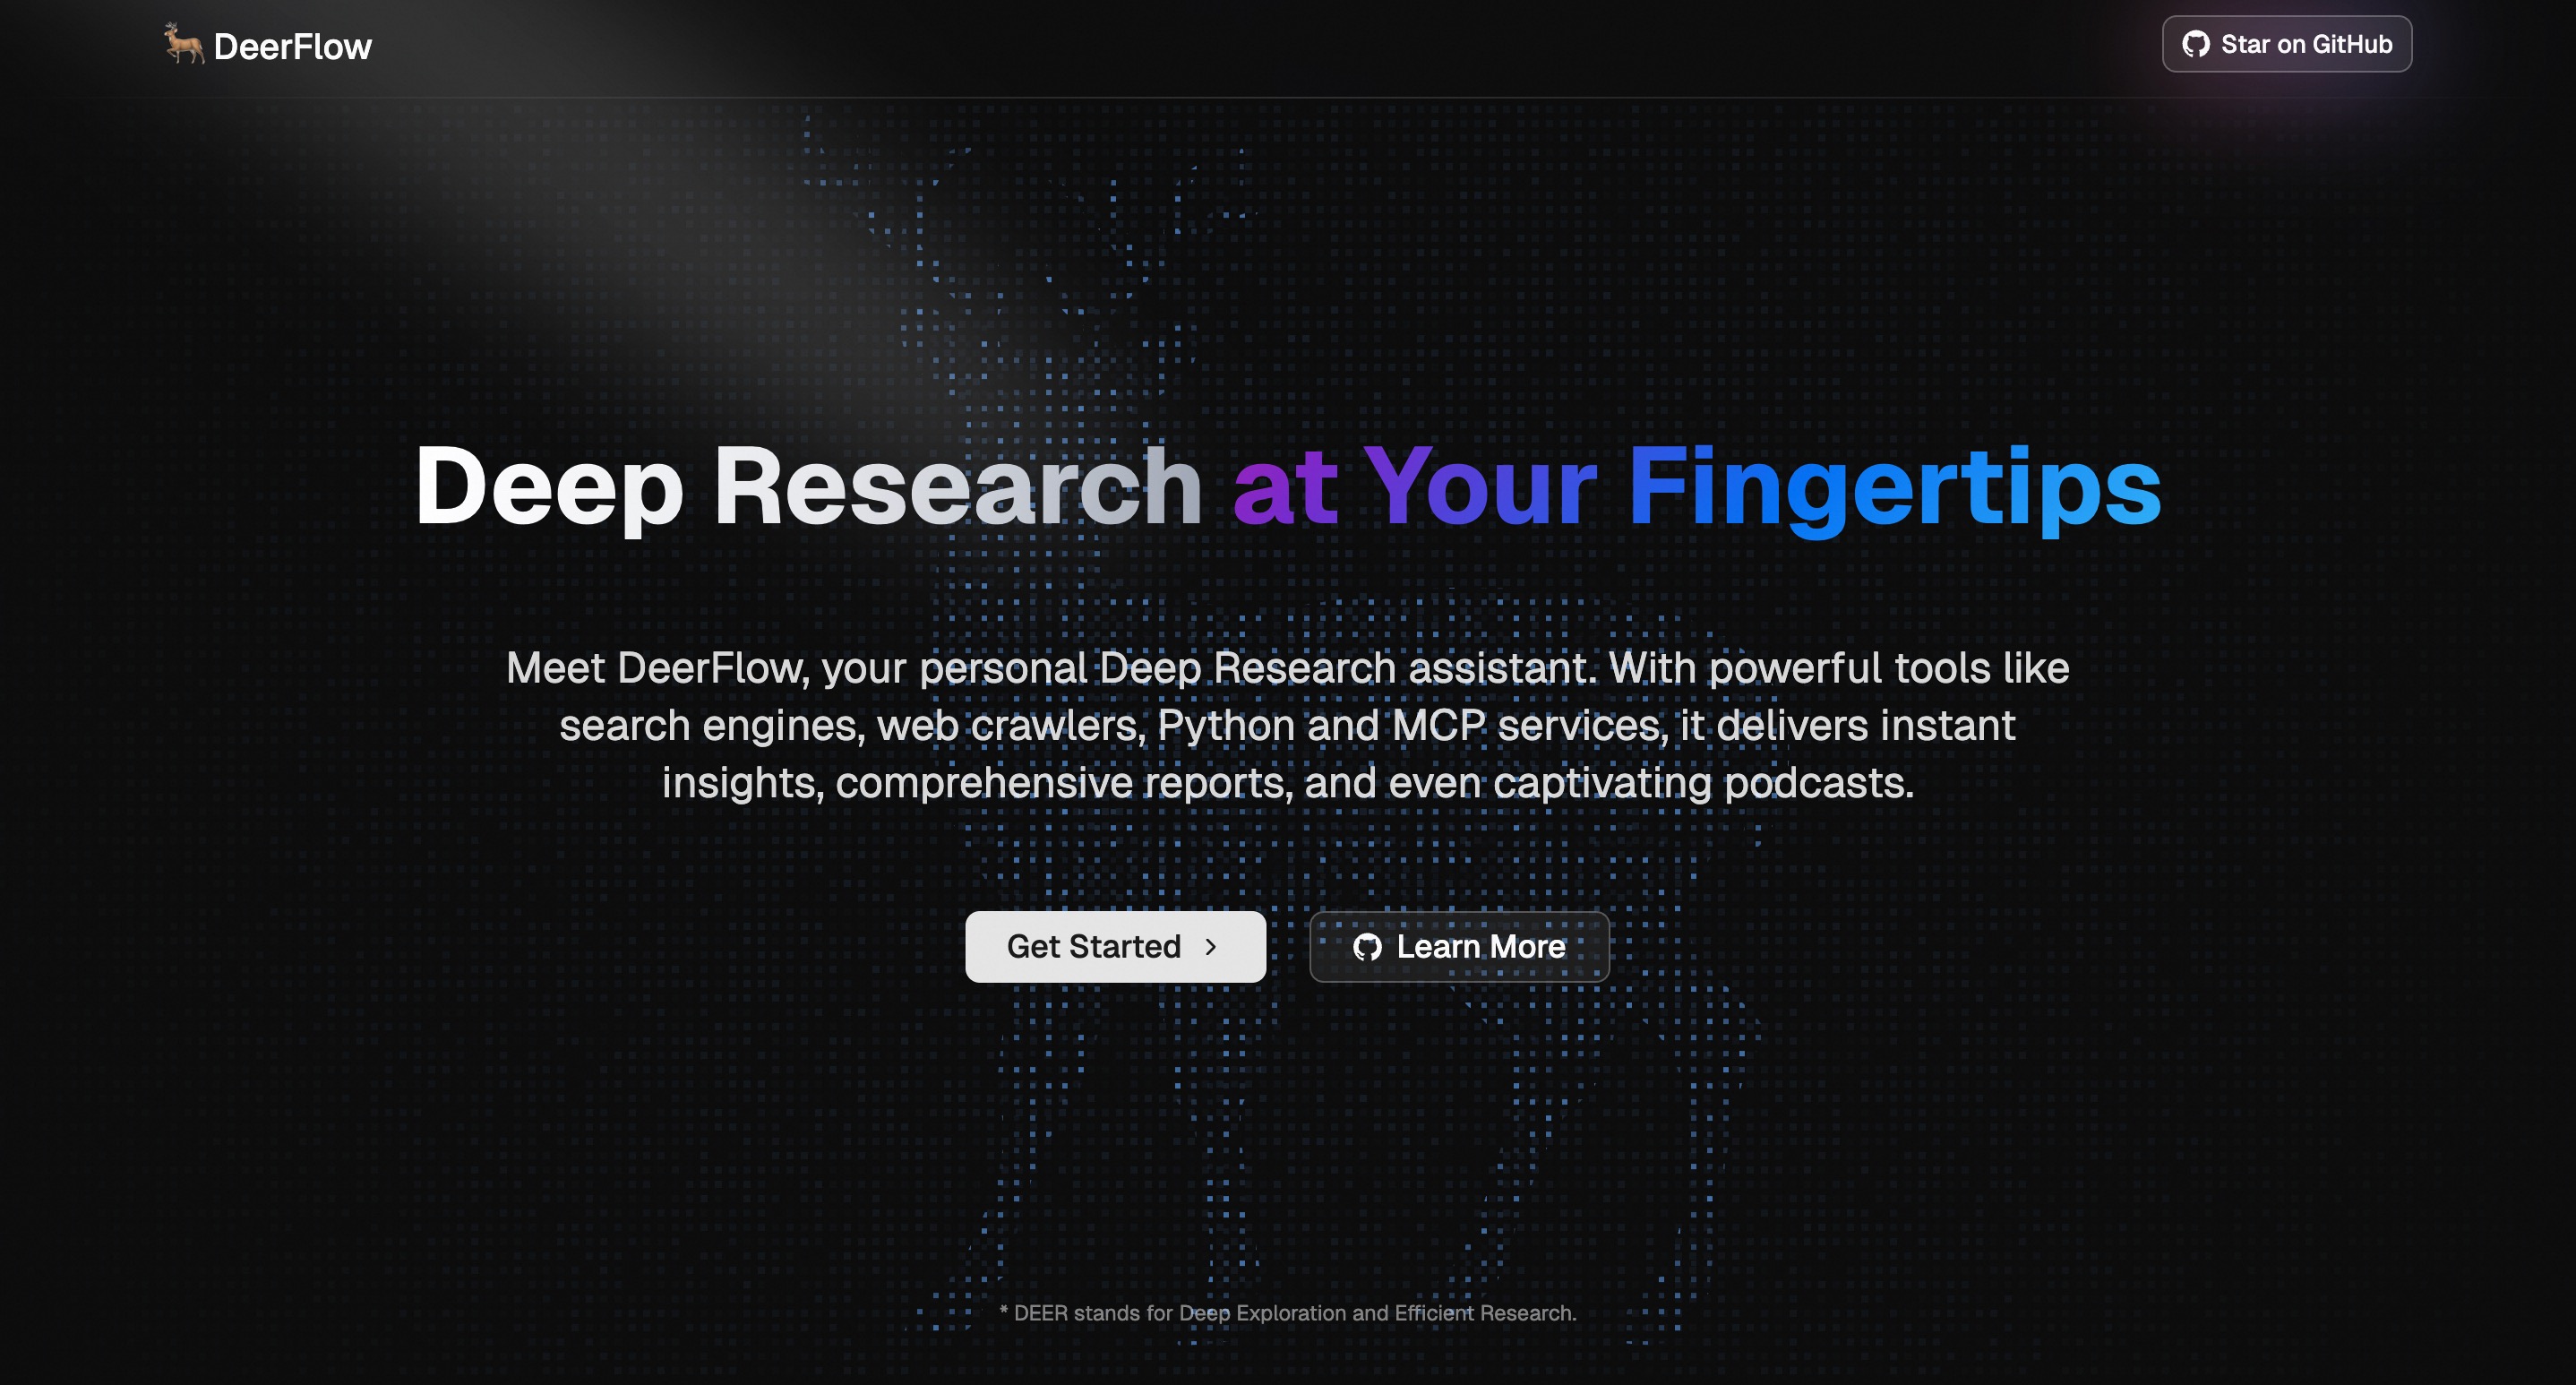 DeerFlow
Star on GitHub
Deep Research at Your Fingertips
Meet DeerFlow, your personal Deep Research assistant. With powerful tools like
search engines, web crawlers, Python and MCP services, it delivers instant
insights, comprehensive reports, and even captivating podcasts.
Get Started
Learn More
* DEER stands for Deep Exploration and Efficient Research.